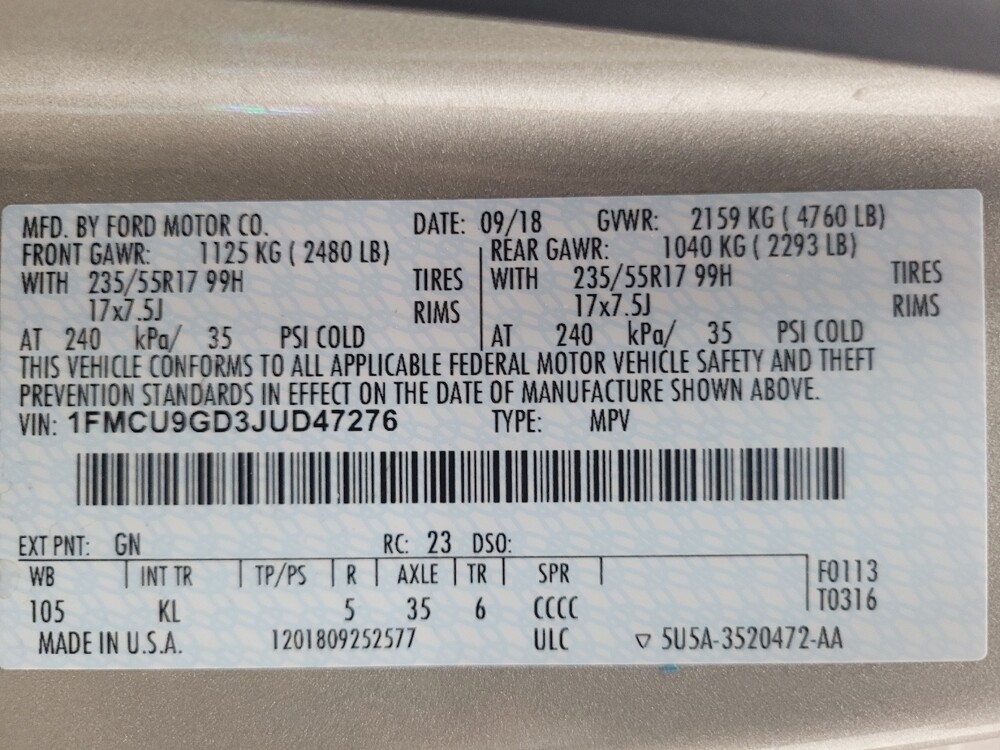 MFD. BY FORD MOTOR CO. DATE: 09/18 GVWR: 2159 KG ( 4760 LB)
FRONT GAWR: 1125 KG ( 2480 LB) REAR GAWR: 1040 KG ( 2293 LB)
WITH 235/55R17 99H TIRES WITH 235/55R17 99H TIRES
17x7.5J RIMS 17x7.5J RIMS
AT 240 kPa/ 35 PSI COLD AT 240 kPa/ 35 PSI COLD
THIS VEHICLE CONFORMS TO ALL APPLICABLE FEDERAL MOTOR VEHICLE SAFETY AND THEFT
PREVENTION STANDARDS IN EFFECT ON THE DATE OF MANUFACTURE SHOWN ABOVE.
VIN: 1FMCU9GD3JUD47276 TYPE: MPV
EXT PNT: GN RC: 23 DSO:
WB INT TR TP/PS R AXLE TR SPR F0113
105 KL 5 35 6 CCCC T0316
MADE IN U.S.A. 1201809252577 ULC ▽ 5U5A-3520472-AA